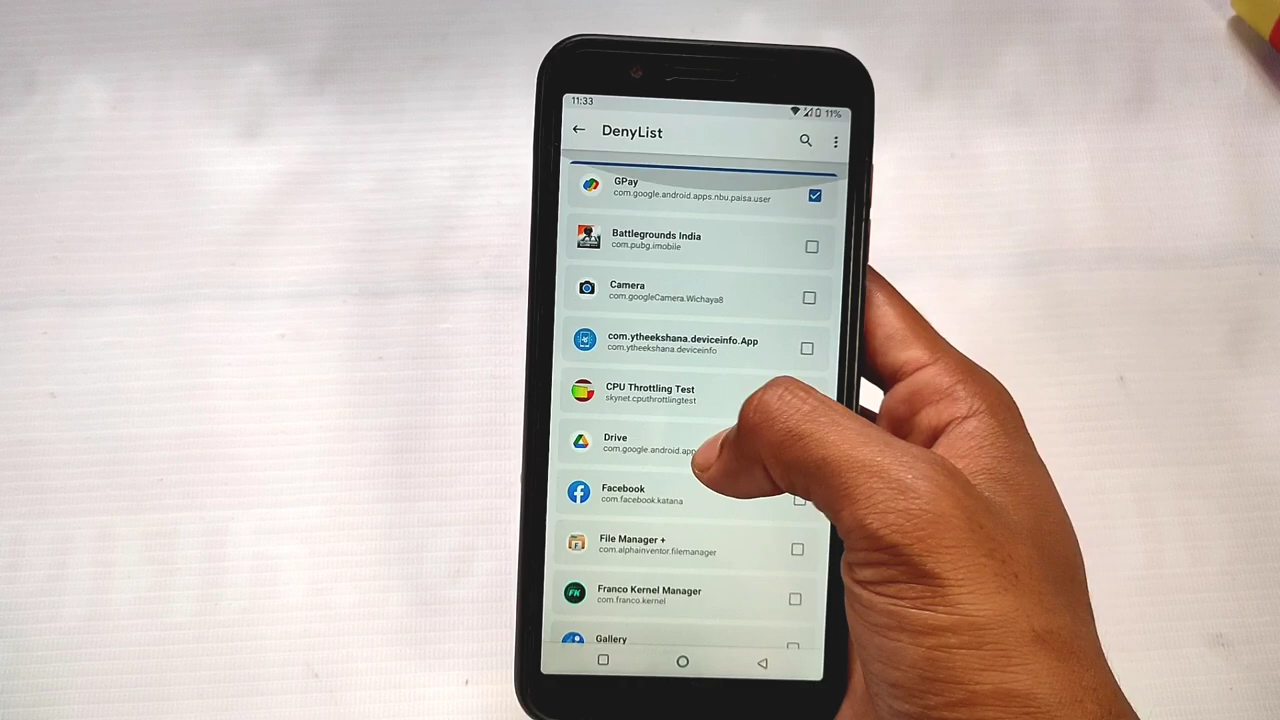 11:33
11%
DenyList
GPay
com.google.android.apps.nbu.paisa.user
Battlegrounds India
com.pubg.imobile
Camera
com.googleCamera.Wichaya8
com.ytheekshana.deviceinfo.App
com.ytheekshana.deviceinfo
CPU Throttling Test
skynet.cputhrottlingtest
Drive
com.google.android.app
Facebook
com.facebook.katana
File Manager +
com.alphainventor.filemanager
Franco Kernel Manager
com.franco.kernel
FK
Gallery